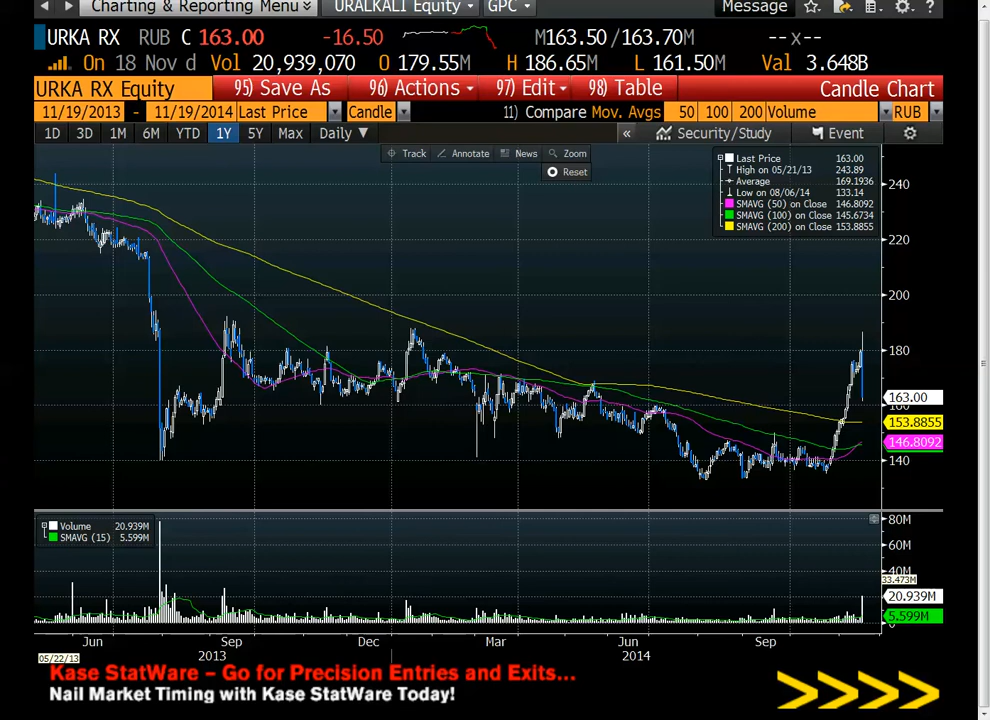 Charting & Reporting Menu URALKALI Equity GPC Message ?
URKA RX RUB C 163.00 -16.50 M163.50 /163.70M -- x --
On 18 Nov d Vol 20,939,070 O 179.55M H 186.65M L 161.50M Val 3.648B
URKA RX Equity 95) Save As 96) Actions 97) Edit 98) Table Candle Chart
11/19/2013 - 11/19/2014 Last Price Candle 11) Compare Mov. Avgs 50 100 200 Volume RUB
1D 3D 1M 6M YTD 1Y 5Y Max Daily ▼ « Security/Study Event
Track Annotate News Zoom
Reset
Last Price 163.00
High on 05/21/13 243.89
Average 169.1936
Low on 08/06/14 133.14
SMAVG (50) on Close 146.8092
SMAVG (100) on Close 145.6734
SMAVG (200) on Close 153.8855
240
220
200
180
163.00
160
153.8855
146.8092
140
Volume 20.939M
SMAVG (15) 5.599M
80M
60M
40M
33.473M
20.939M
5.599M
0
Jun Sep Dec Mar Jun Sep
05/22/13 2013 2014
Kase StatWare – Go for Precision Entries and Exits...
Nail Market Timing with Kase StatWare Today!